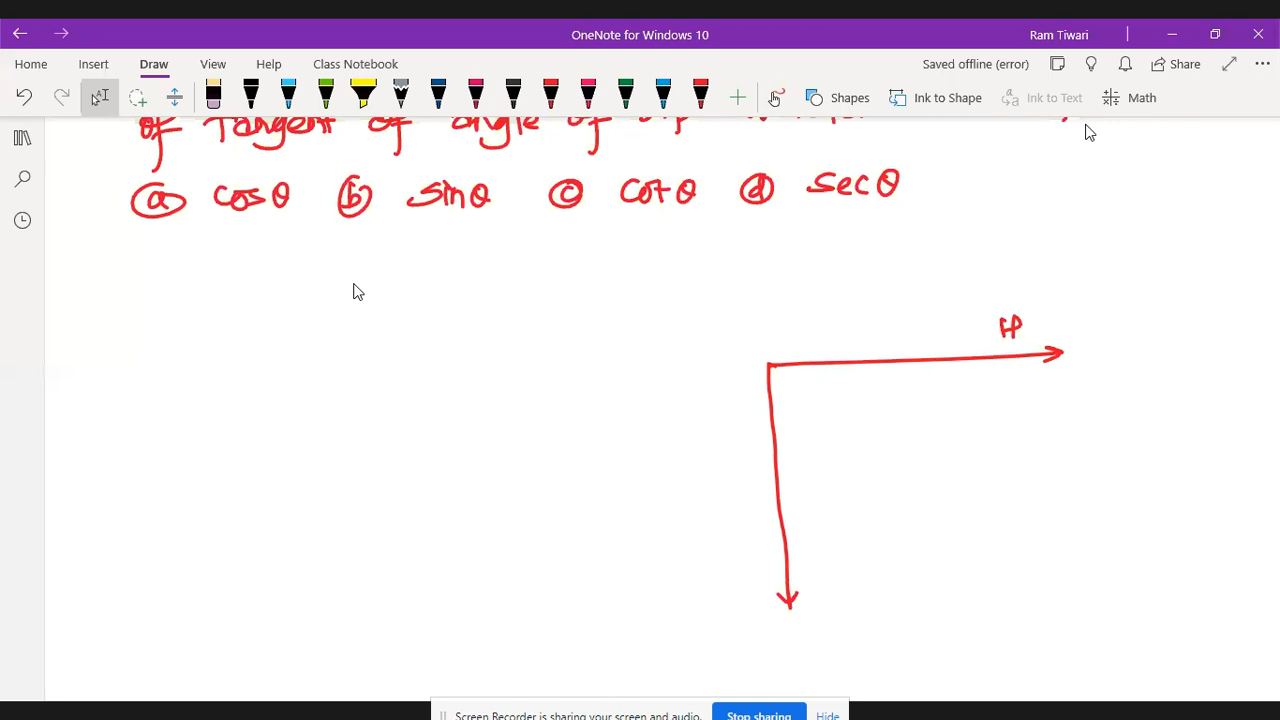 OneNote for Windows 10
Ram Tiwari
Home Insert Draw View Help Class Notebook
Saved offline (error) Share
Shapes Ink to Shape Ink to Text Math
of Tangent of angle of
(a) cosθ (b) sinθ (c) cotθ (d) secθ
H
Screen Recorder is sharing your screen and audio. Stop sharing Hide